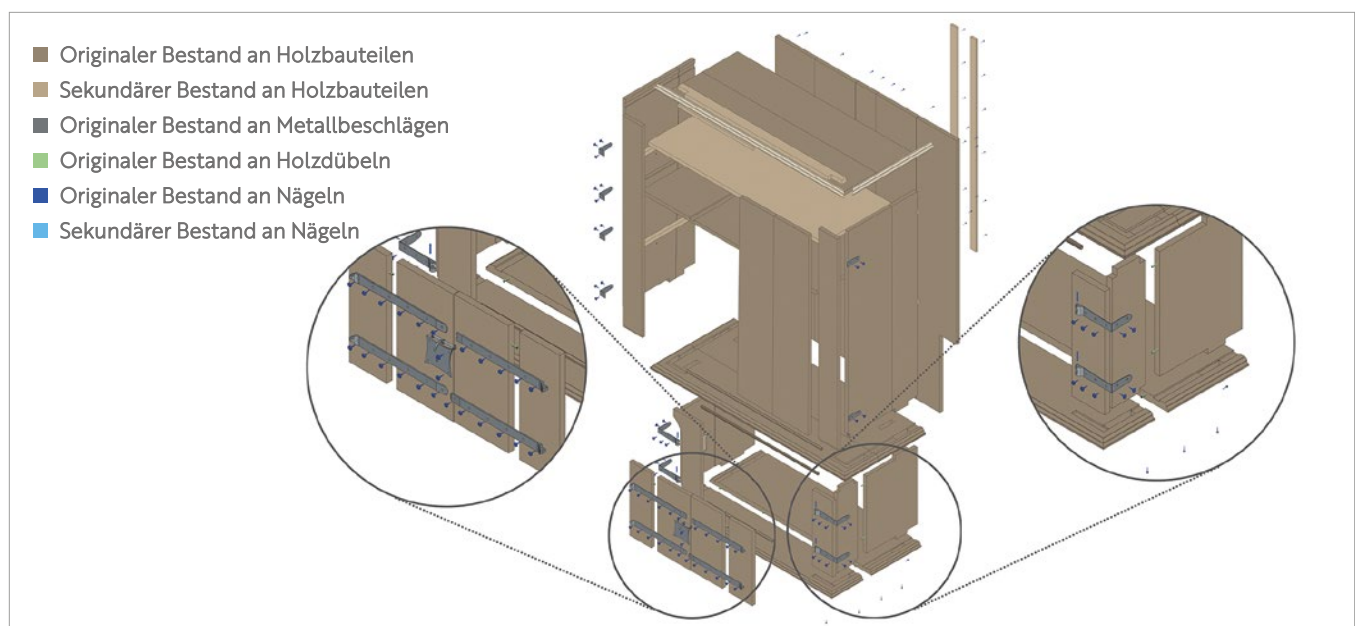 Originaler Bestand an Holzbauteilen
Sekundärer Bestand an Holzbauteilen
Originaler Bestand an Metallbeschlägen
Originaler Bestand an Holzdübeln
Originaler Bestand an Nägeln
Sekundärer Bestand an Nägeln